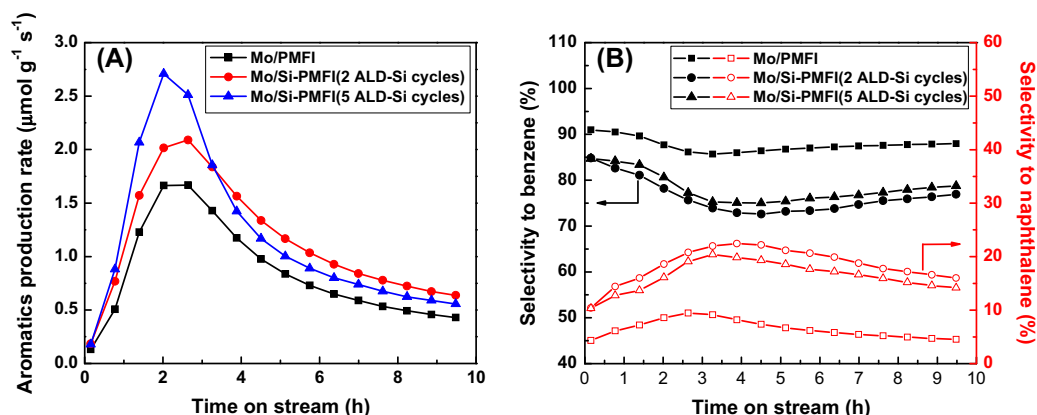 (A)
Mo/PMFI
Mo/Si-PMFI(2 ALD-Si cycles)
Mo/Si-PMFI(5 ALD-Si cycles)
Aromatics production rate (μmol g⁻¹ s⁻¹)
3.0
2.5
2.0
1.5
1.0
0.5
0.0
0 2 4 6 8 10
Time on stream (h)
(B)
Mo/PMFI
Mo/Si-PMFI(2 ALD-Si cycles)
Mo/Si-PMFI(5 ALD-Si cycles)
Selectivity to benzene (%)
110
100
90
80
70
60
50
40
0 1 2 3 4 5 6 7 8 9 10
Time on stream (h)
60
50
40
30
20
10
0
Selectivity to naphthalene (%)